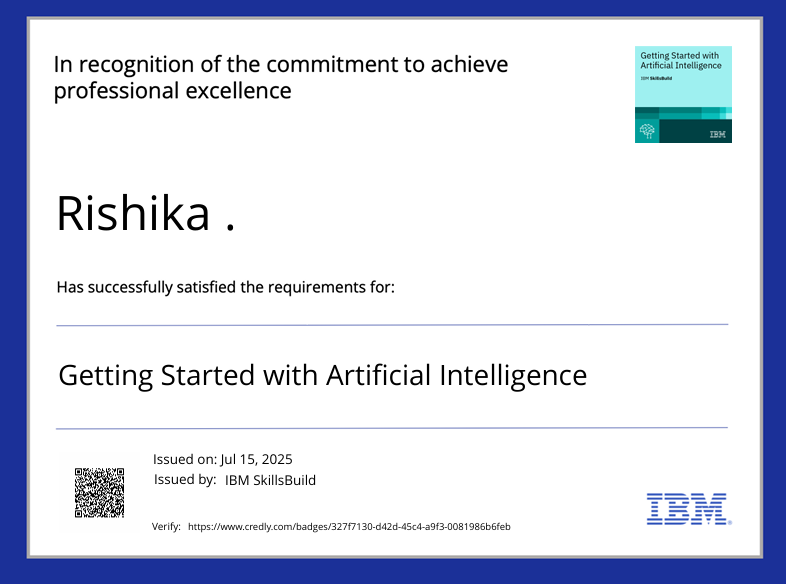 In recognition of the commitment to achieve
professional excellence
Getting Started with
Artificial Intelligence
IBM SkillsBuild
IBM
Rishika .
Has successfully satisfied the requirements for:
Getting Started with Artificial Intelligence
Issued on: Jul 15, 2025
Issued by: IBM SkillsBuild
IBM®
Verify: https://www.credly.com/badges/327f7130-d42d-45c4-a9f3-0081986b6feb